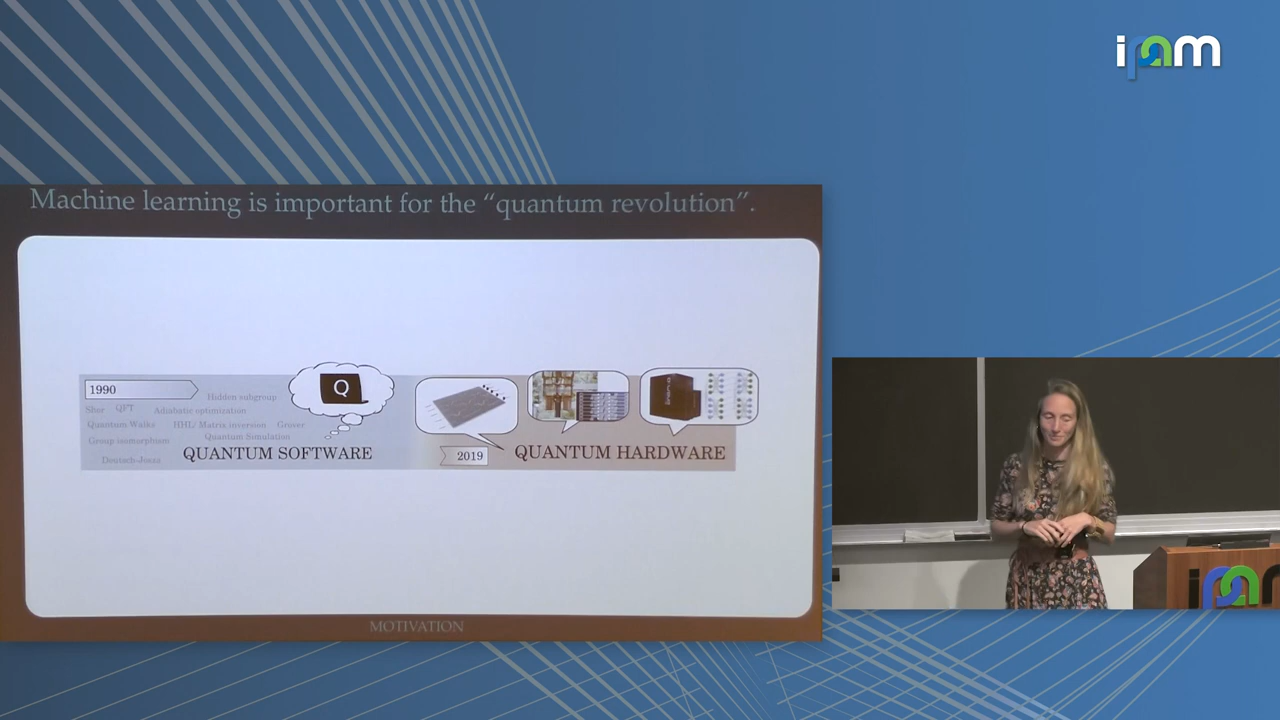 ipam
Machine learning is important for the “quantum revolution”.
1990
Hidden subgroup
Shor QFT Adiabatic optimization
Quantum Walks HHL/ Matrix inversion Grover
Quantum Simulation
Group isomorphism
Deutsch-Josza
QUANTUM SOFTWARE
Q
2019
QUANTUM HARDWARE
MOTIVATION
ipam